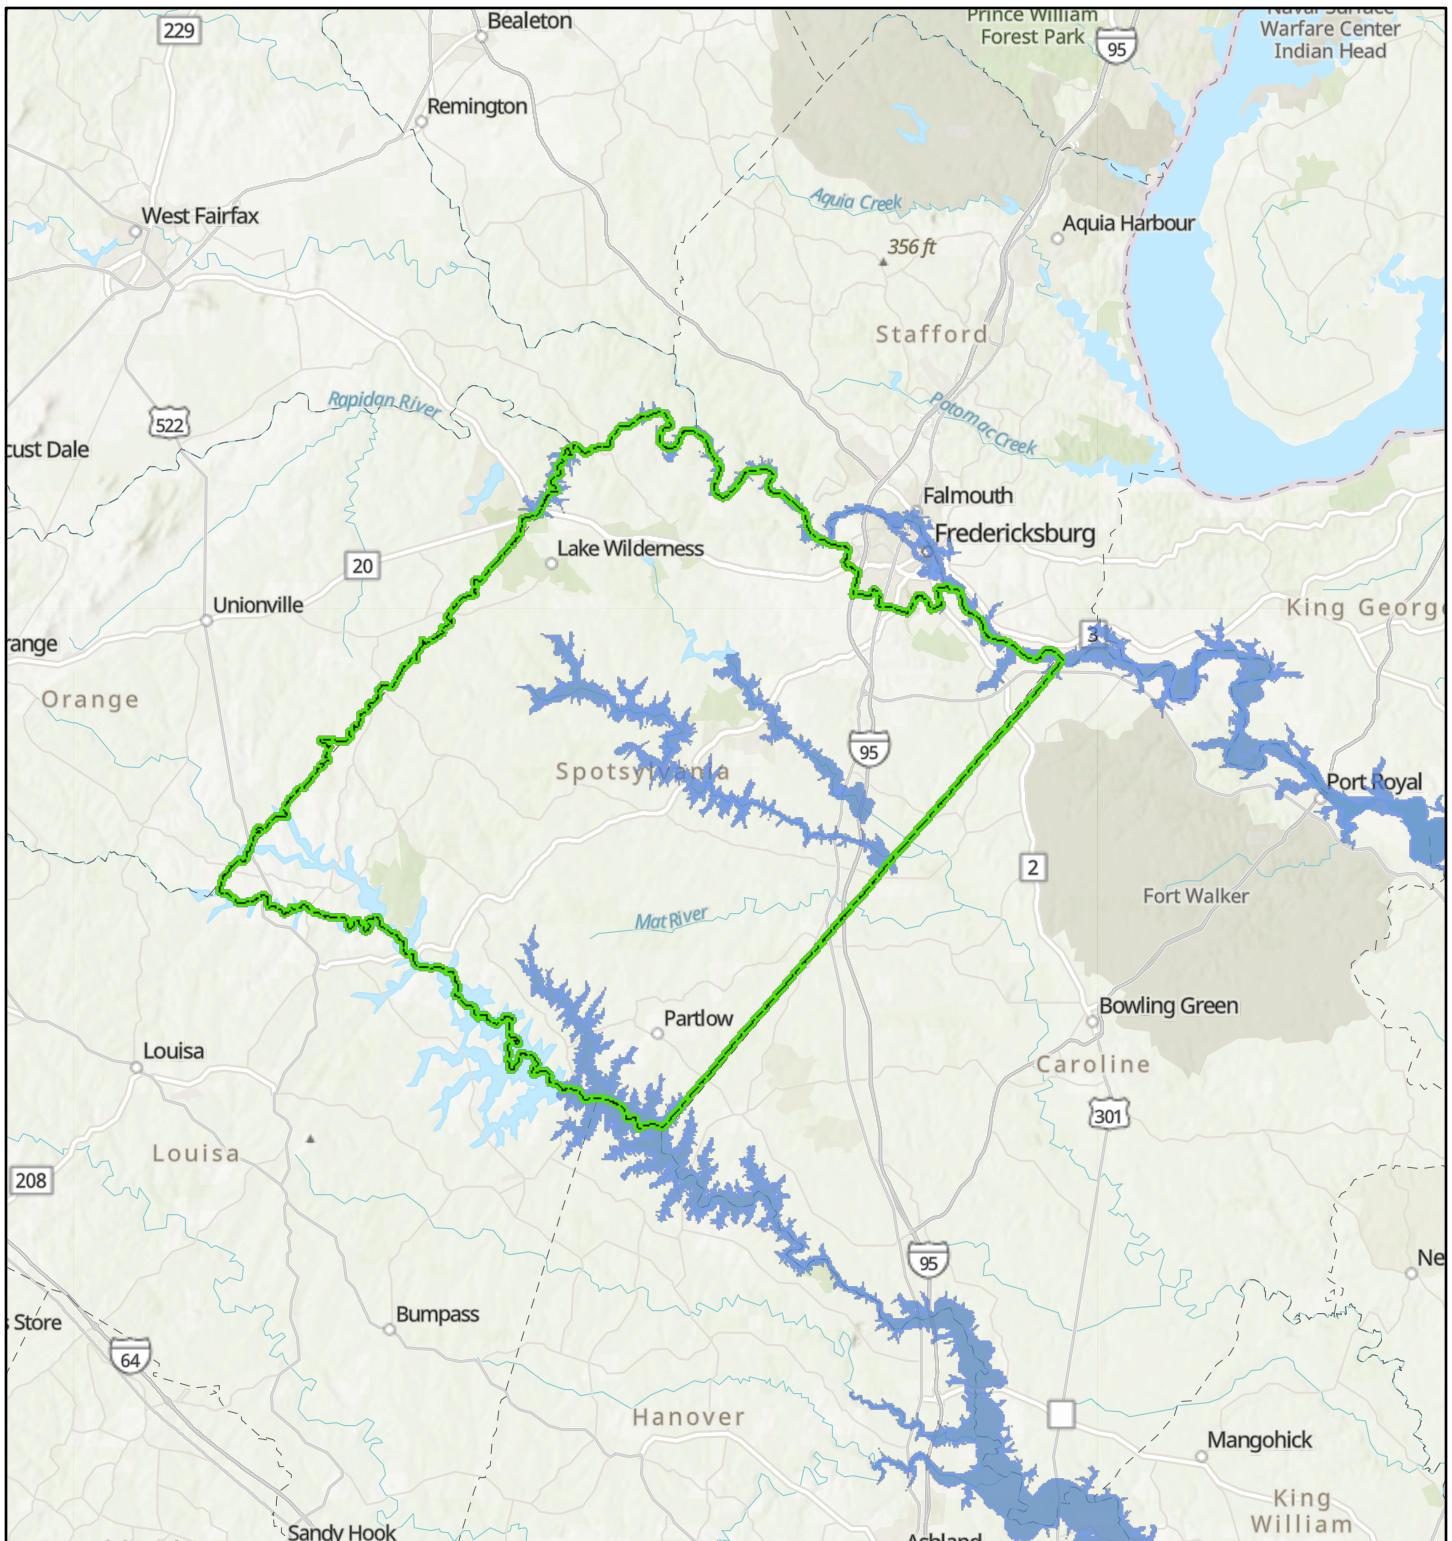 Bealeton
229
Prince William
Forest Park
95
Naval Surface
Warfare Center
Indian Head
Remington
West Fairfax
Aquia Creek
Aquia Harbour
356 ft
Stafford
Rapidan River
Potomac Creek
522
cust Dale
Falmouth
Fredericksburg
Lake Wilderness
20
Unionville
King George
3
range
Orange
95
Spotsylvania
Port Royal
2
Fort Walker
Mat River
Bowling Green
Partlow
Louisa
Caroline
301
Louisa
208
95
Ne
Bumpass
s Store
64
Hanover
Mangohick
King
William
Sandy Hook
Ashland